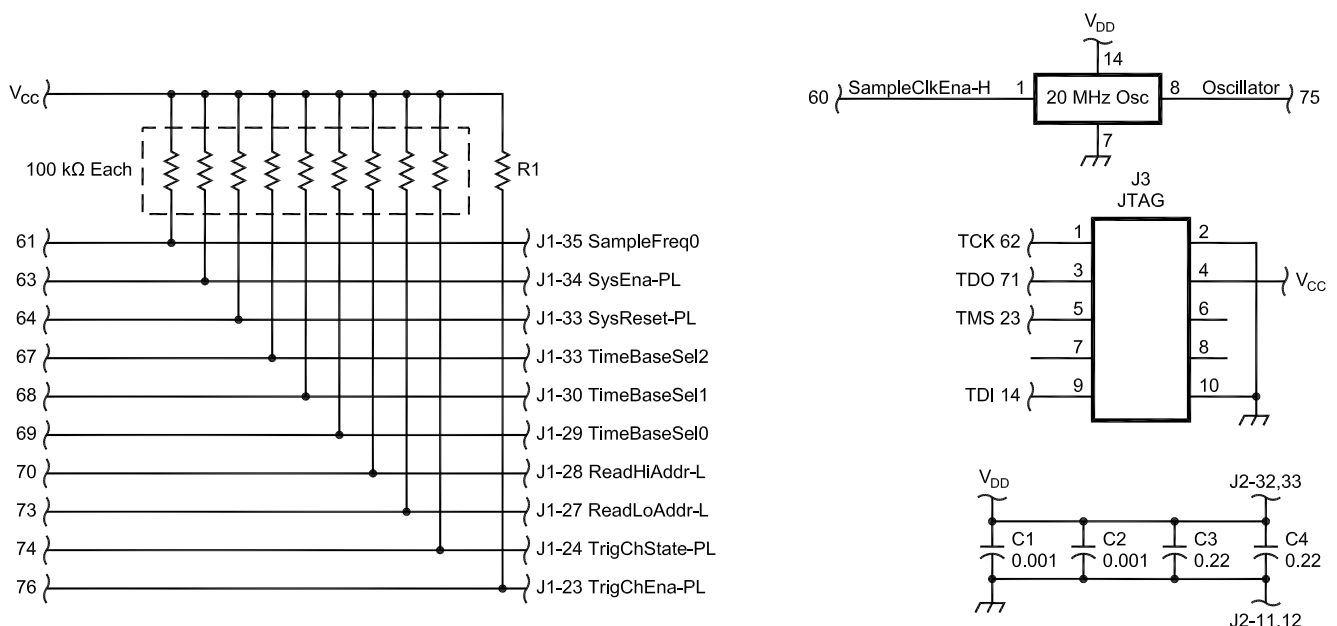 V_CC
100 kΩ Each
R1
61
J1-35 SampleFreq0
63
J1-34 SysEna-PL
64
J1-33 SysReset-PL
67
J1-33 TimeBaseSel2
68
J1-30 TimeBaseSel1
69
J1-29 TimeBaseSel0
70
J1-28 ReadHiAddr-L
73
J1-27 ReadLoAddr-L
74
J1-24 TrigChState-PL
76
J1-23 TrigChEna-PL
V_DD
14
60
SampleClkEna-H
1
20 MHz Osc
8
Oscillator
75
7
J3
JTAG
TCK 62
1
2
TDO 71
3
4
V_CC
TMS 23
5
6
7
8
TDI 14
9
10
V_DD
J2-32,33
C1
0.001
C2
0.001
C3
0.22
C4
0.22
J2-11,12